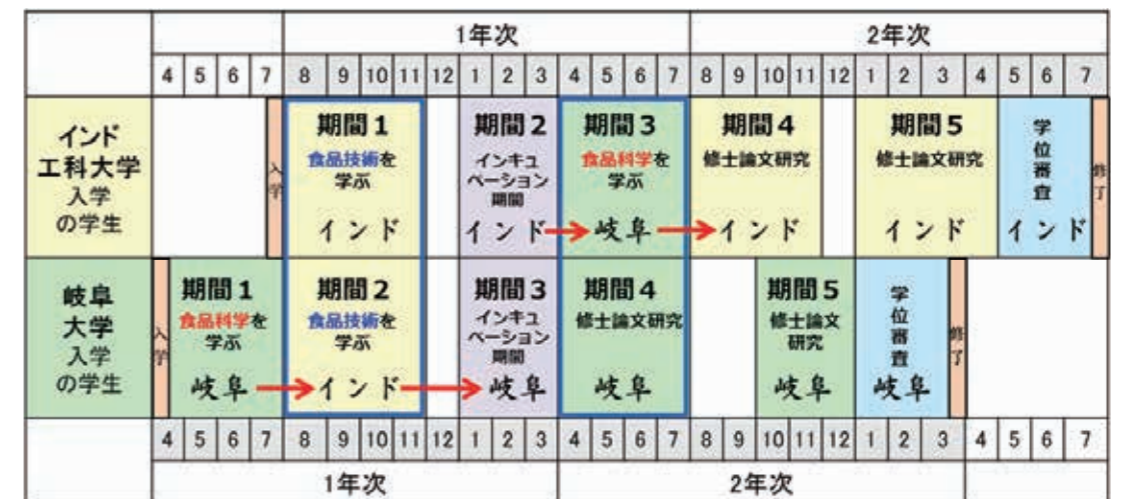 1年次 2年次
4 5 6 7 8 9 10 11 12 1 2 3 4 5 6 7 8 9 10 11 12 1 2 3 4 5 6 7
インド
工科大学
入学
の学生
入学
期間1
食品技術を
学ぶ
インド
期間2
インキュ
ベーション
期間
インド
期間3
食品科学を
学ぶ
岐阜
期間4
修士論文研究
インド
期間5
修士論文研究
インド
学位審査
インド
修了
岐阜
大学
入学
の学生
入学
期間1
食品科学を
学ぶ
岐阜
期間2
食品技術を
学ぶ
インド
期間3
インキュ
ベーション
期間
岐阜
期間4
修士論文研究
岐阜
期間5
修士論文
研究
岐阜
学位審査
岐阜
修了
4 5 6 7 8 9 10 11 12 1 2 3 4 5 6 7 8 9 10 11 12 1 2 3 4 5 6 7
1年次 2年次